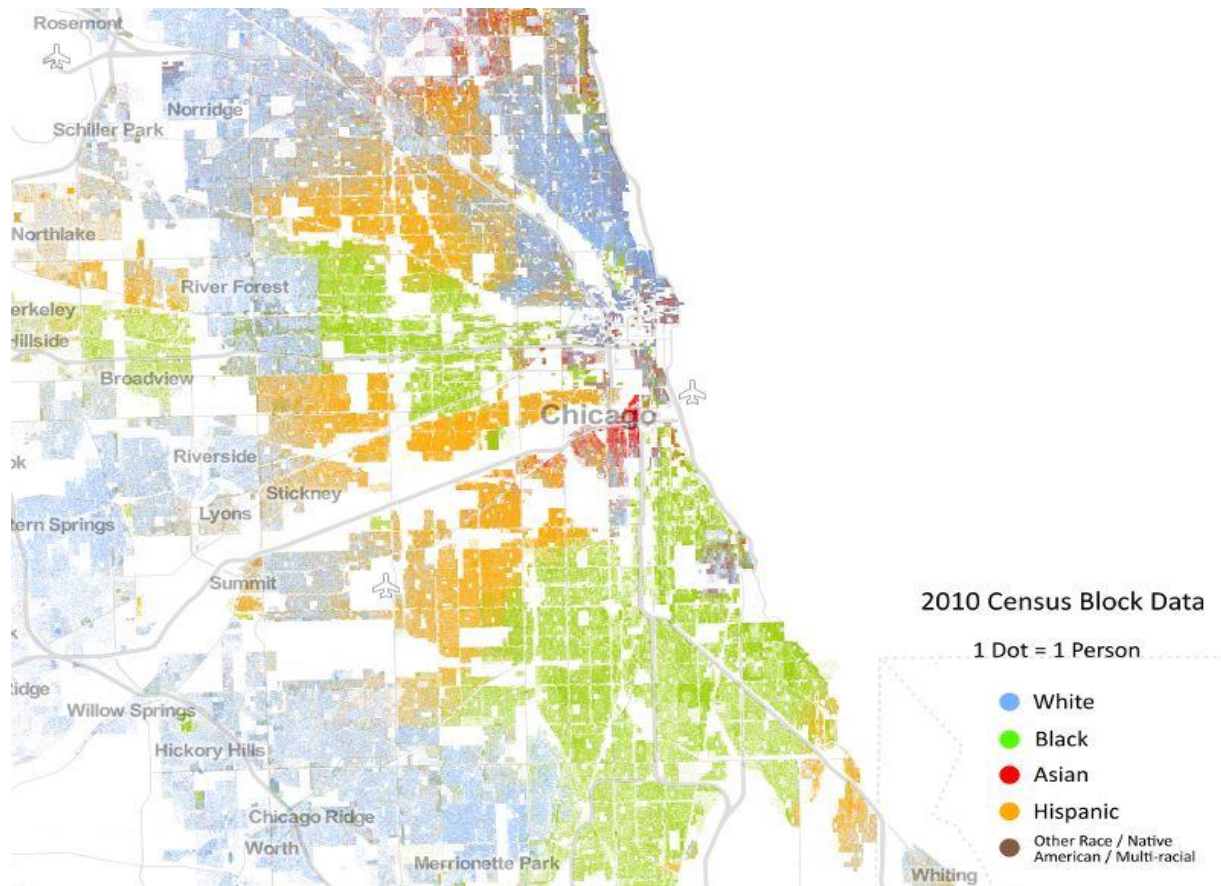 Rosemont
Norridge
Schiller Park
Northlake
River Forest
erkeley
Hillside
Broadview
Chicago
Riverside
ok
Stickney
Lyons
tern Springs
Summit
2010 Census Block Data
1 Dot = 1 Person
White
Black
Asian
Hispanic
Other Race / Native
American / Multi-racial
Ridge
Willow Springs
Hickory Hills
Chicago Ridge
Worth
Merrionette Park
Whiting